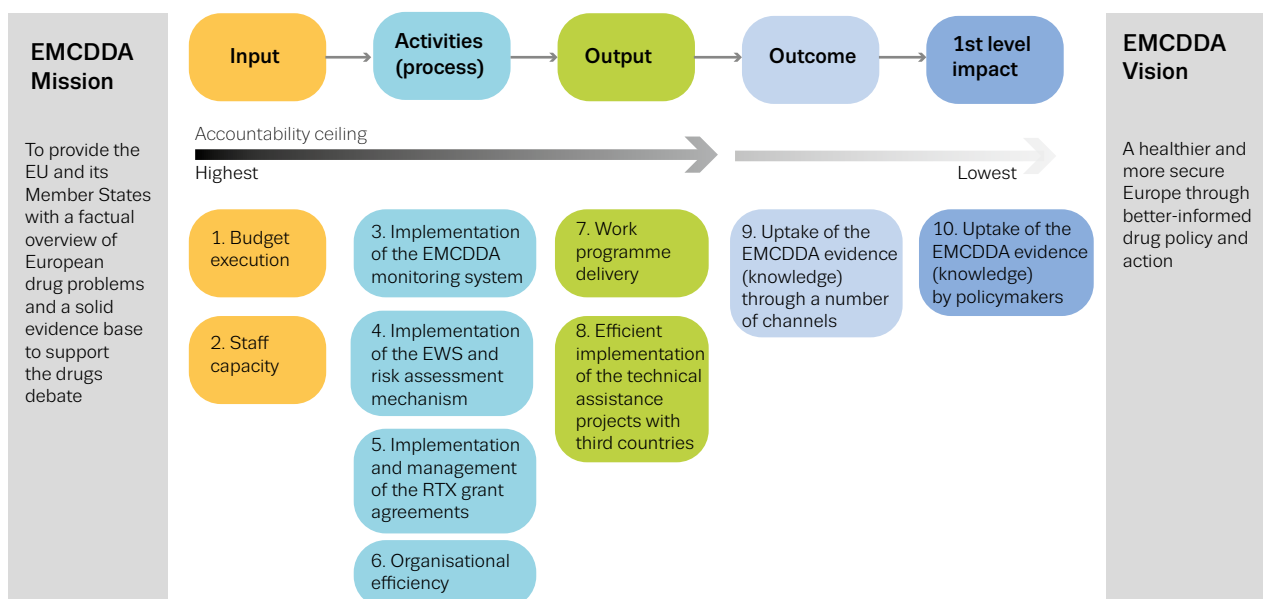 EMCDDA
Mission
To provide the
EU and its
Member States
with a factual
overview of
European
drug problems
and a solid
evidence base
to support
the drugs
debate
Input
Activities
(process)
Output
Outcome
1st level
impact
Accountability ceiling
Highest
Lowest
1. Budget
execution
2. Staff
capacity
3. Implementation
of the EMCDDA
monitoring system
4. Implementation
of the EWS and
risk assessment
mechanism
5. Implementation
and management
of the RTX grant
agreements
6. Organisational
efficiency
7. Work
programme
delivery
8. Efficient
implementation
of the technical
assistance
projects with
third countries
9. Uptake of the
EMCDDA evidence
(knowledge)
through a number
of channels
10. Uptake of the
EMCDDA evidence
(knowledge)
by policymakers
EMCDDA
Vision
A healthier and
more secure
Europe through
better-informed
drug policy and
action